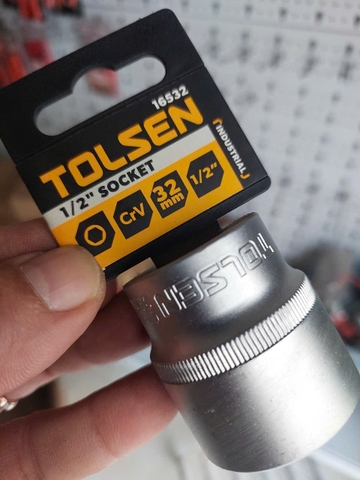 16532
TOLSEN
INDUSTRIAL
1/2" SOCKET
CrV
32
mm
1/2"
TOLSEN